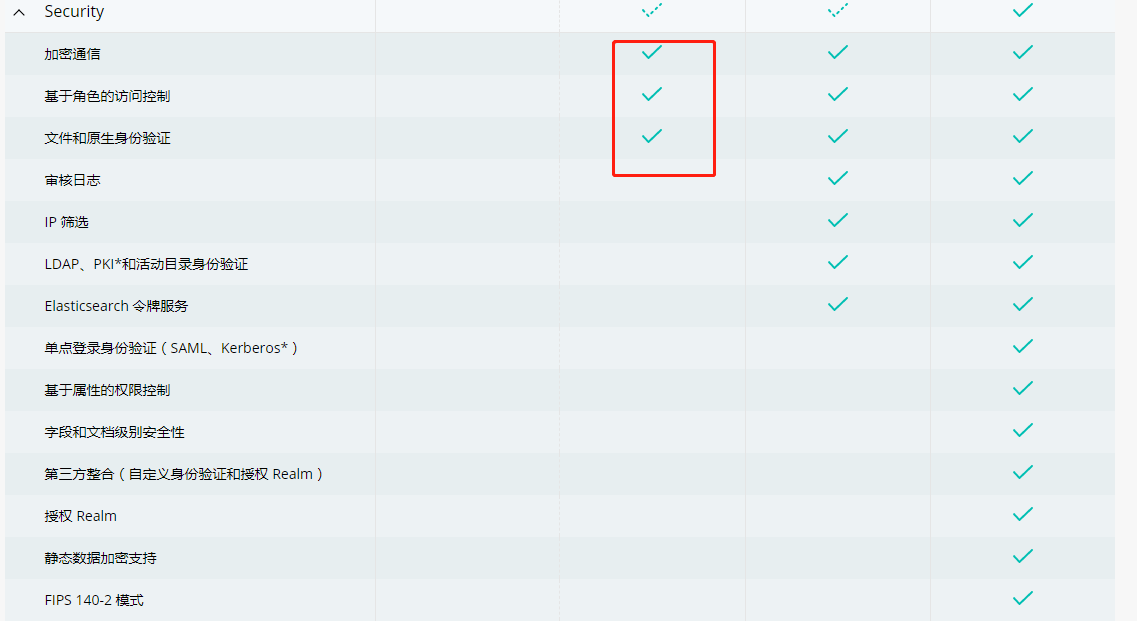 Security
加密通信
基于角色的访问控制
文件和原生身份验证
审核日志
IP 筛选
LDAP、PKI*和活动目录身份验证
Elasticsearch 令牌服务
单点登录身份验证（SAML、Kerberos*）
基于属性的权限控制
字段和文档级别安全性
第三方整合（自定义身份验证和授权 Realm）
授权 Realm
静态数据加密支持
FIPS 140-2 模式